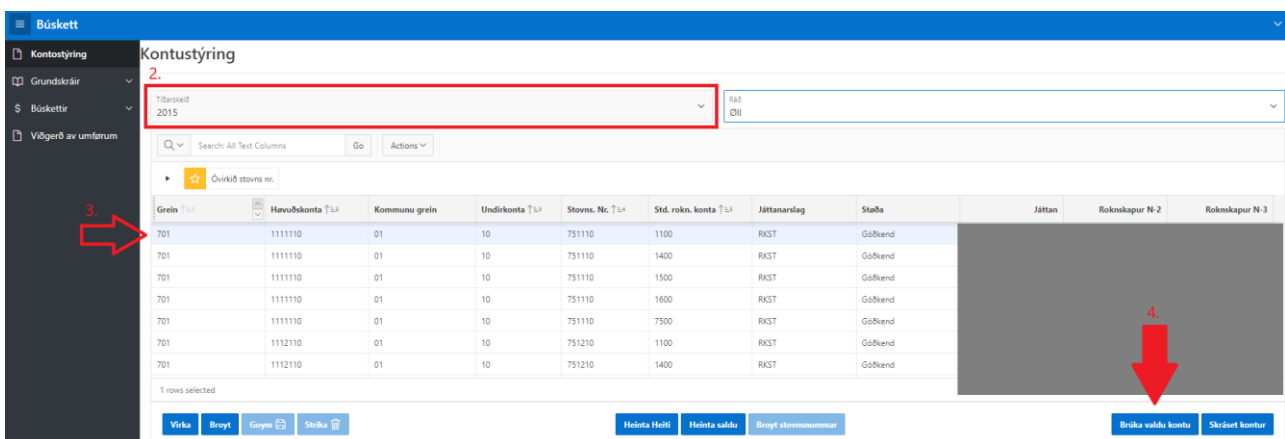 Búskett
Kontostýring
Grundskráir
Búskettir
Viðgerð av umførum
Kontustýring
2.
Tíðarskeið
2015
Ráð
Øll
Search: All Text Columns Go Actions
Óvirkið stovns nr.
Grein Høvuðskonta Kommunu grein Undirkonta Stovns. Nr. Std. rokn. konta Játtanarslag Støða Játtan Roknskapur N-2 Roknskapur N-3
3.
701 1111110 01 10 751110 1100 RKST Góðkend
701 1111110 01 10 751110 1400 RKST Góðkend
701 1111110 01 10 751110 1500 RKST Góðkend
701 1111110 01 10 751110 1600 RKST Góðkend
701 1111110 01 10 751110 7500 RKST Góðkend
701 1112110 01 10 751210 1100 RKST Góðkend
701 1112110 01 10 751210 1400 RKST Góðkend
4.
1 rows selected
Virka Broyt Goym Strika Heinta Heiti Heinta saldu Broyt stovnsnummar Brúka valdu kontu Skráset kontur